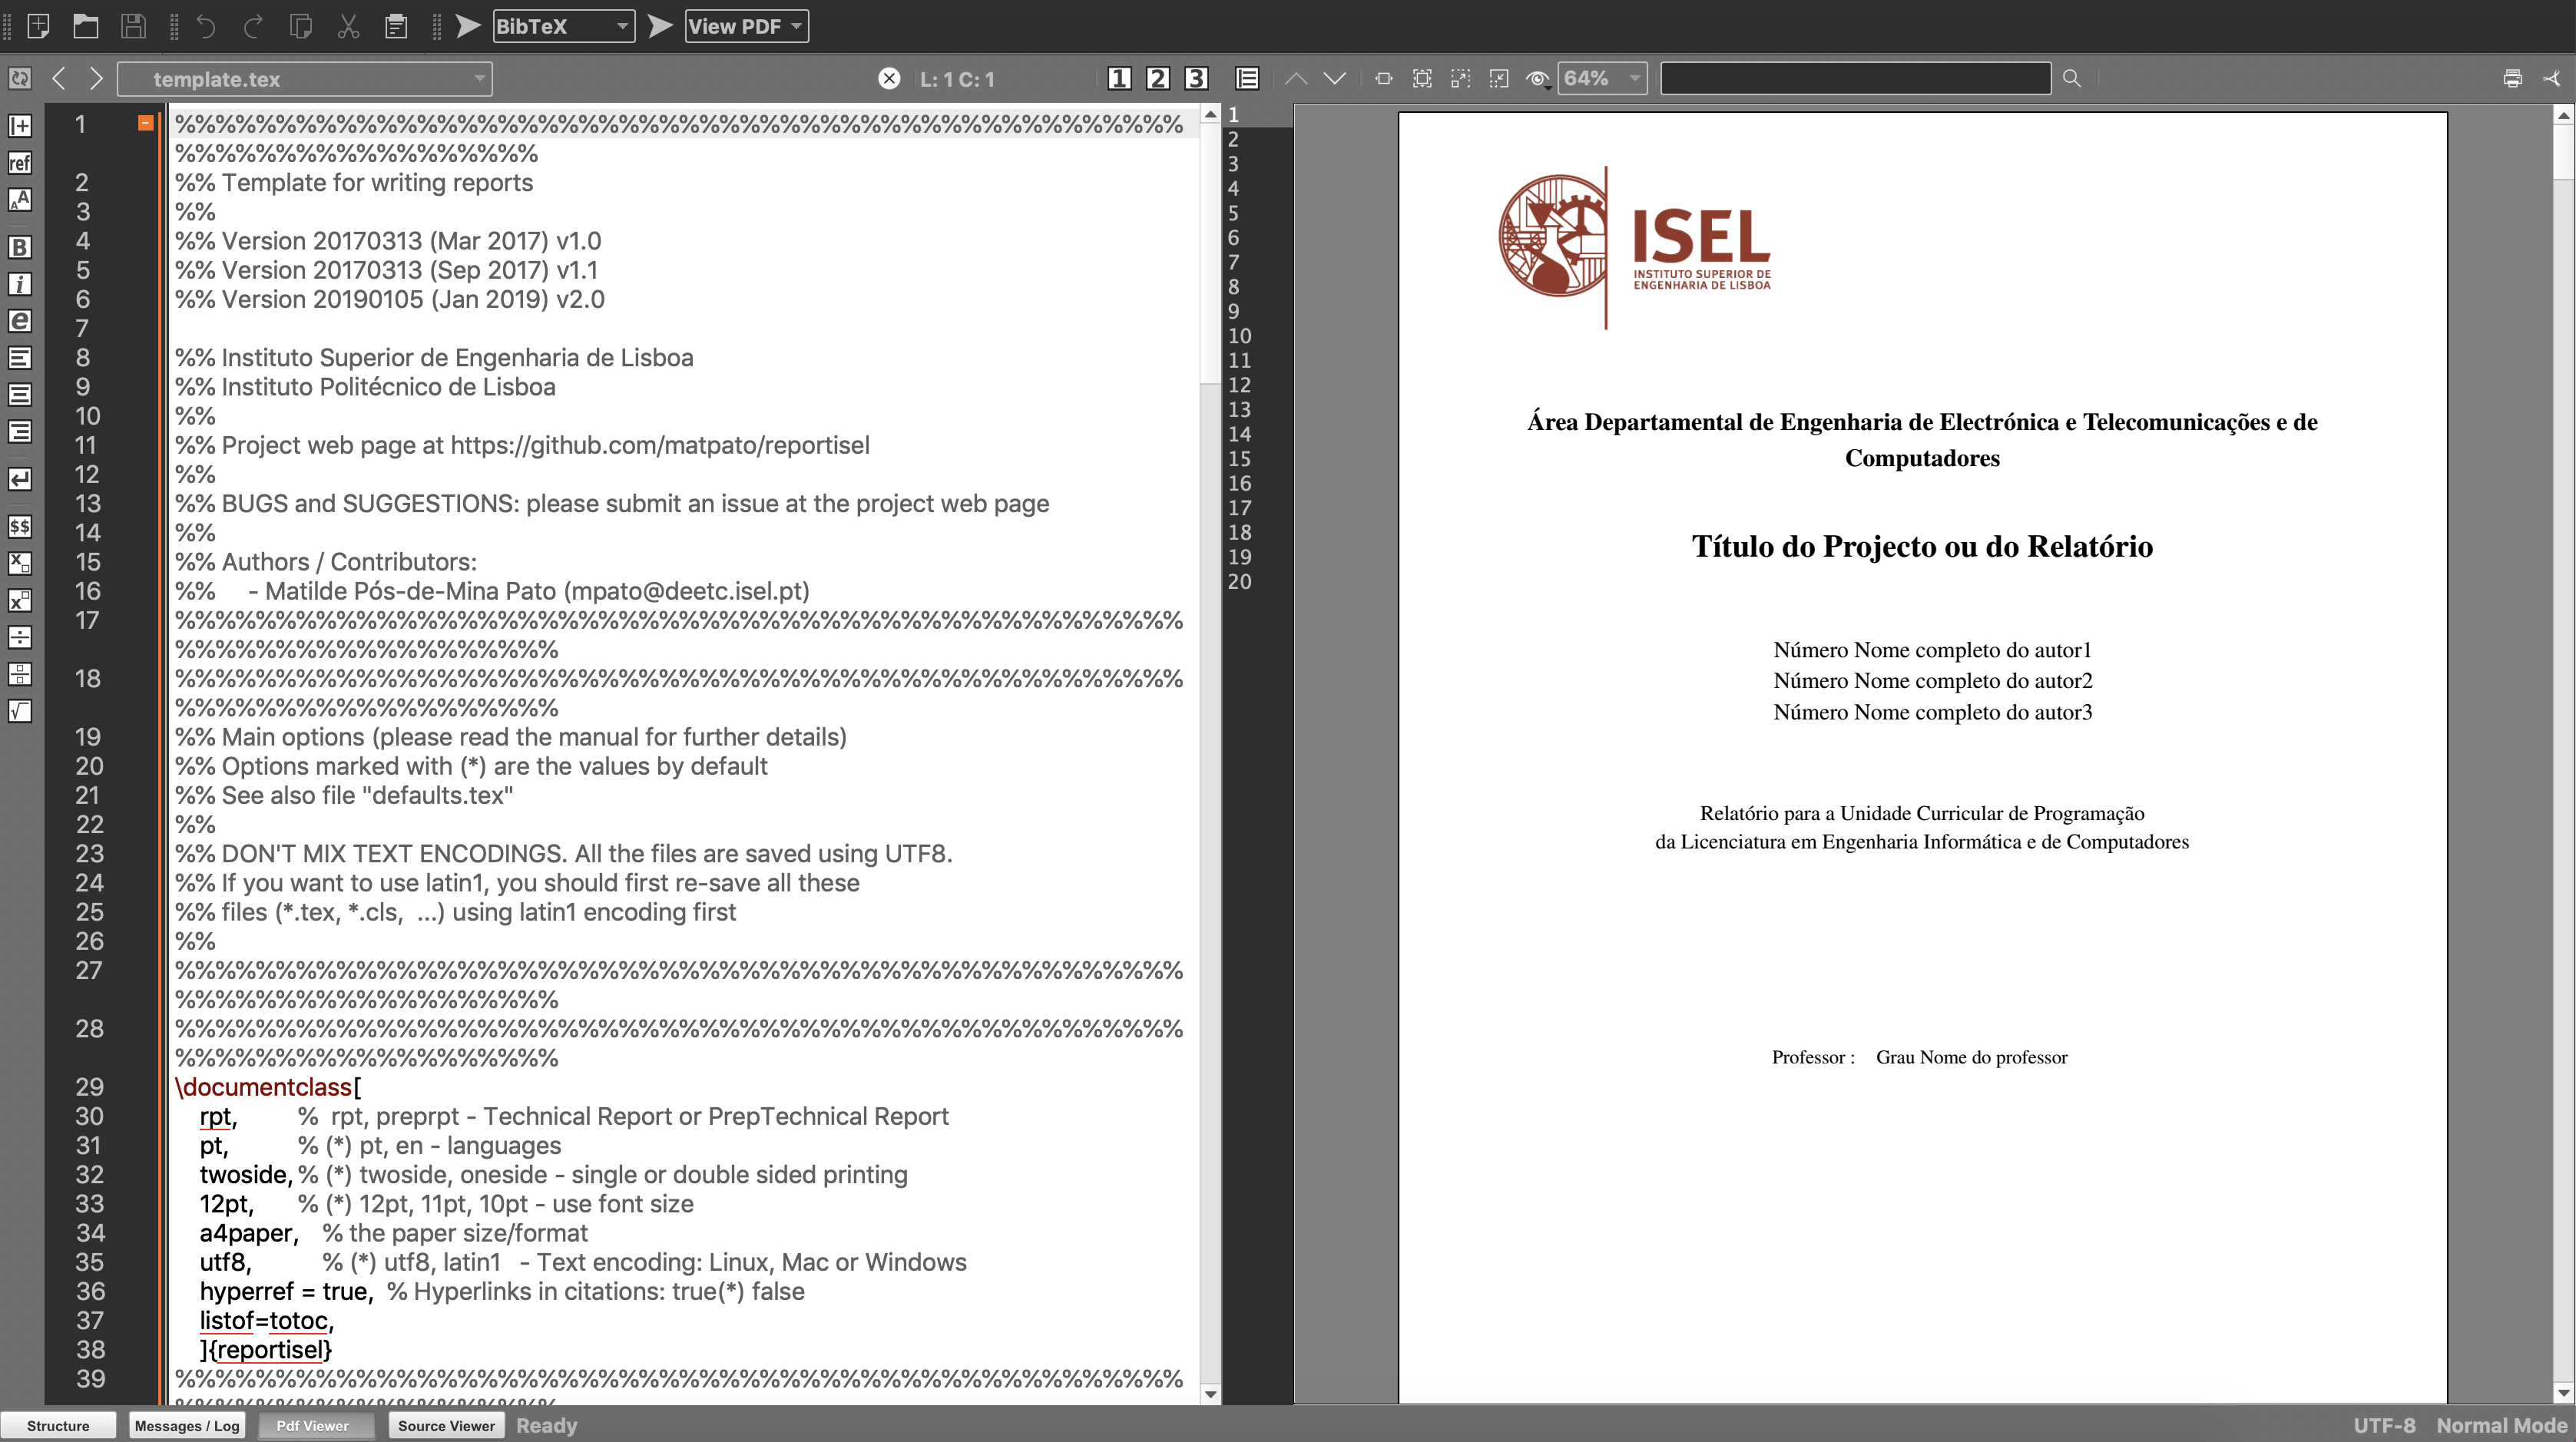 BibTeX View PDF
template.tex L: 1 C: 1 1 2 3 64%
1 %%%%%%%%%%%%%%%%%%%%%%%%%%%%%%%%%%%%%%%%%%%%%%%%%%
%%%%%%%%%%%%%%%%%%
2 %% Template for writing reports
3 %%
4 %% Version 20170313 (Mar 2017) v1.0
5 %% Version 20170313 (Sep 2017) v1.1
6 %% Version 20190105 (Jan 2019) v2.0
7
8 %% Instituto Superior de Engenharia de Lisboa
9 %% Instituto Politécnico de Lisboa
10 %%
11 %% Project web page at https://github.com/matpato/reportisel
12 %%
13 %% BUGS and SUGGESTIONS: please submit an issue at the project web page
14 %%
15 %% Authors / Contributors:
16 %% - Matilde Pós-de-Mina Pato (mpato@deetc.isel.pt)
17 %%%%%%%%%%%%%%%%%%%%%%%%%%%%%%%%%%%%%%%%%%%%%%%%%%
%%%%%%%%%%%%%%%%%%%
18 %%%%%%%%%%%%%%%%%%%%%%%%%%%%%%%%%%%%%%%%%%%%%%%%%%
%%%%%%%%%%%%%%%%%%%
19 %% Main options (please read the manual for further details)
20 %% Options marked with (*) are the values by default
21 %% See also file "defaults.tex"
22 %%
23 %% DON'T MIX TEXT ENCODINGS. All the files are saved using UTF8.
24 %% If you want to use latin1, you should first re-save all these
25 %% files (*.tex, *.cls, ...) using latin1 encoding first
26 %%
27 %%%%%%%%%%%%%%%%%%%%%%%%%%%%%%%%%%%%%%%%%%%%%%%%%%
%%%%%%%%%%%%%%%%%%%
28 %%%%%%%%%%%%%%%%%%%%%%%%%%%%%%%%%%%%%%%%%%%%%%%%%%
%%%%%%%%%%%%%%%%%%%
29 \documentclass[
30 rpt, % rpt, preprpt - Technical Report or PrepTechnical Report
31 pt, % (*) pt, en - languages
32 twoside, % (*) twoside, oneside - single or double sided printing
33 12pt, % (*) 12pt, 11pt, 10pt - use font size
34 a4paper, % the paper size/format
35 utf8, % (*) utf8, latin1 - Text encoding: Linux, Mac or Windows
36 hyperref = true, % Hyperlinks in citations: true(*) false
37 listof=totoc,
38 ]{reportisel}
39 %%%%%%%%%%%%%%%%%%%%%%%%%%%%%%%%%%%%%%%%%%%%%%%%%%
ref
$$
1
2
3
4
5
6
7
8
9
10
11
12
13
14
15
16
17
18
19
20
ISEL
INSTITUTO SUPERIOR DE
ENGENHARIA DE LISBOA
Área Departamental de Engenharia de Electrónica e Telecomunicações e de
Computadores
Título do Projecto ou do Relatório
Número Nome completo do autor1
Número Nome completo do autor2
Número Nome completo do autor3
Relatório para a Unidade Curricular de Programação
da Licenciatura em Engenharia Informática e de Computadores
Professor : Grau Nome do professor
Structure Messages / Log Pdf Viewer Source Viewer Ready UTF-8 Normal Mode